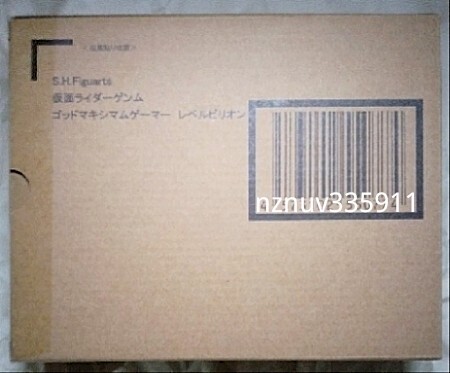 S.H.Figuarts
仮面ライダーゲンム
ゴッドマキシマムゲーマー レベルビリオン
nznuv335911